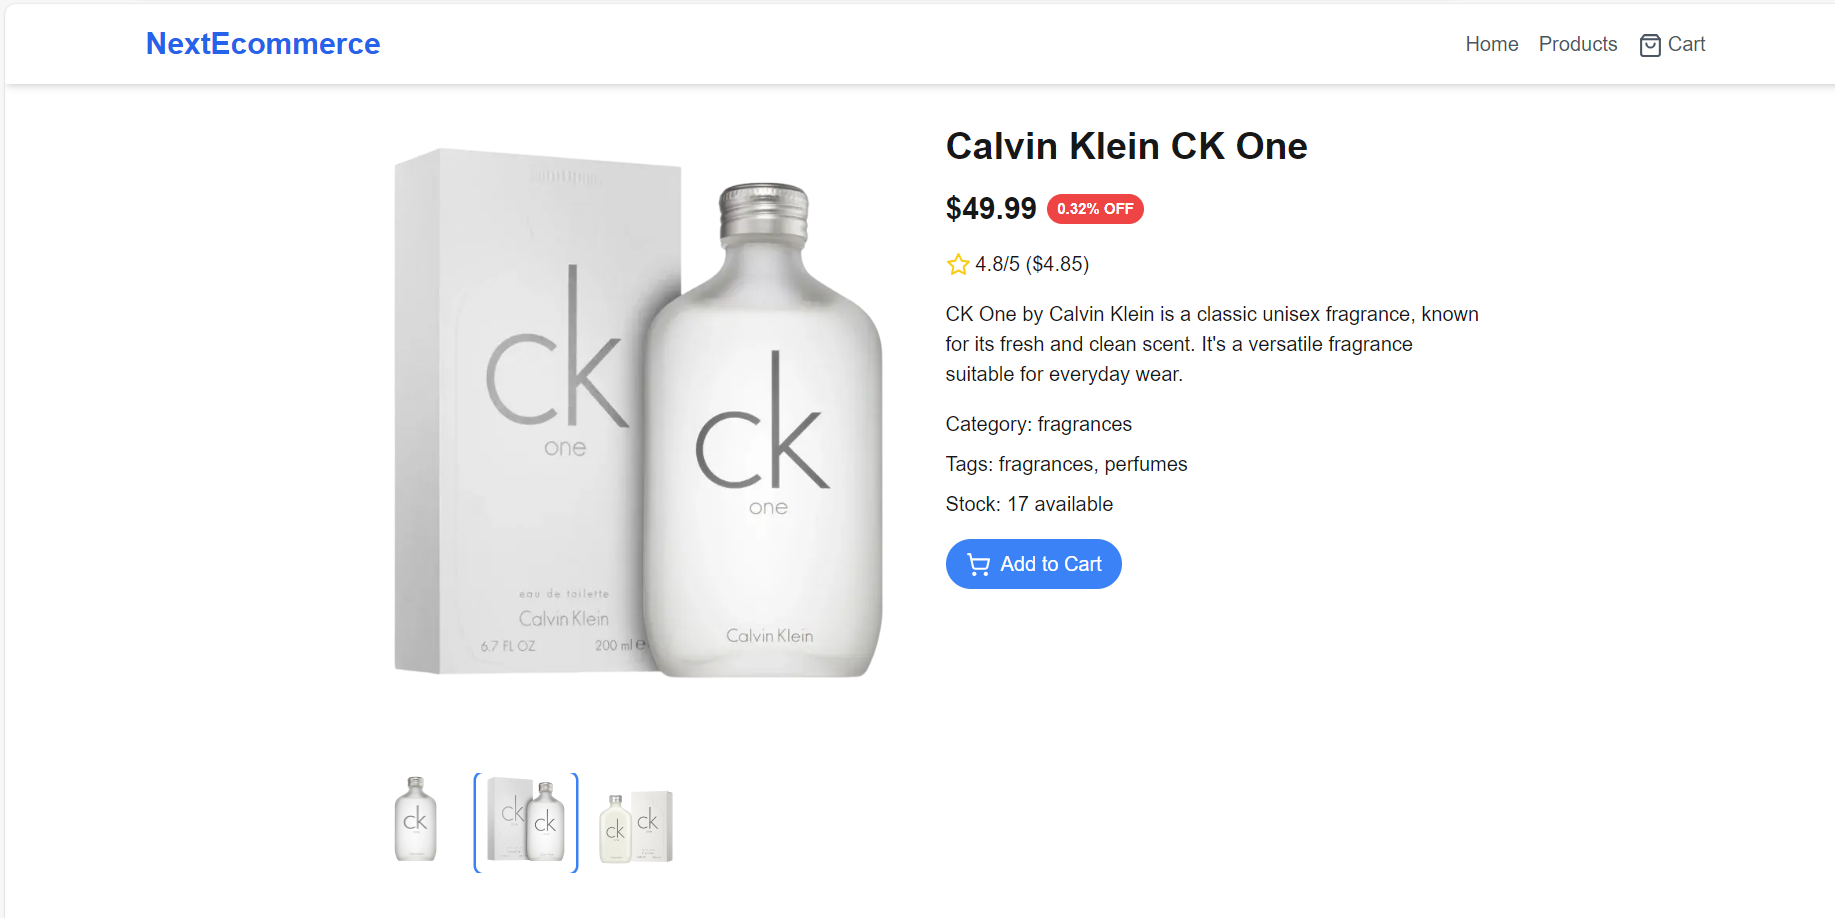 NextEcommerce
Home
Products
Cart
Calvin Klein CK One
$49.99
0.32% OFF
4.8/5 ($4.85)
CK One by Calvin Klein is a classic unisex fragrance, known
for its fresh and clean scent. It's a versatile fragrance
suitable for everyday wear.
Category: fragrances
Tags: fragrances, perfumes
Stock: 17 available
Add to Cart
ck
one
eau de toilette
Calvin Klein
6.7 FL OZ
200 ml e
ck
one
Calvin Klein
ck
ck
ck
ck
ck